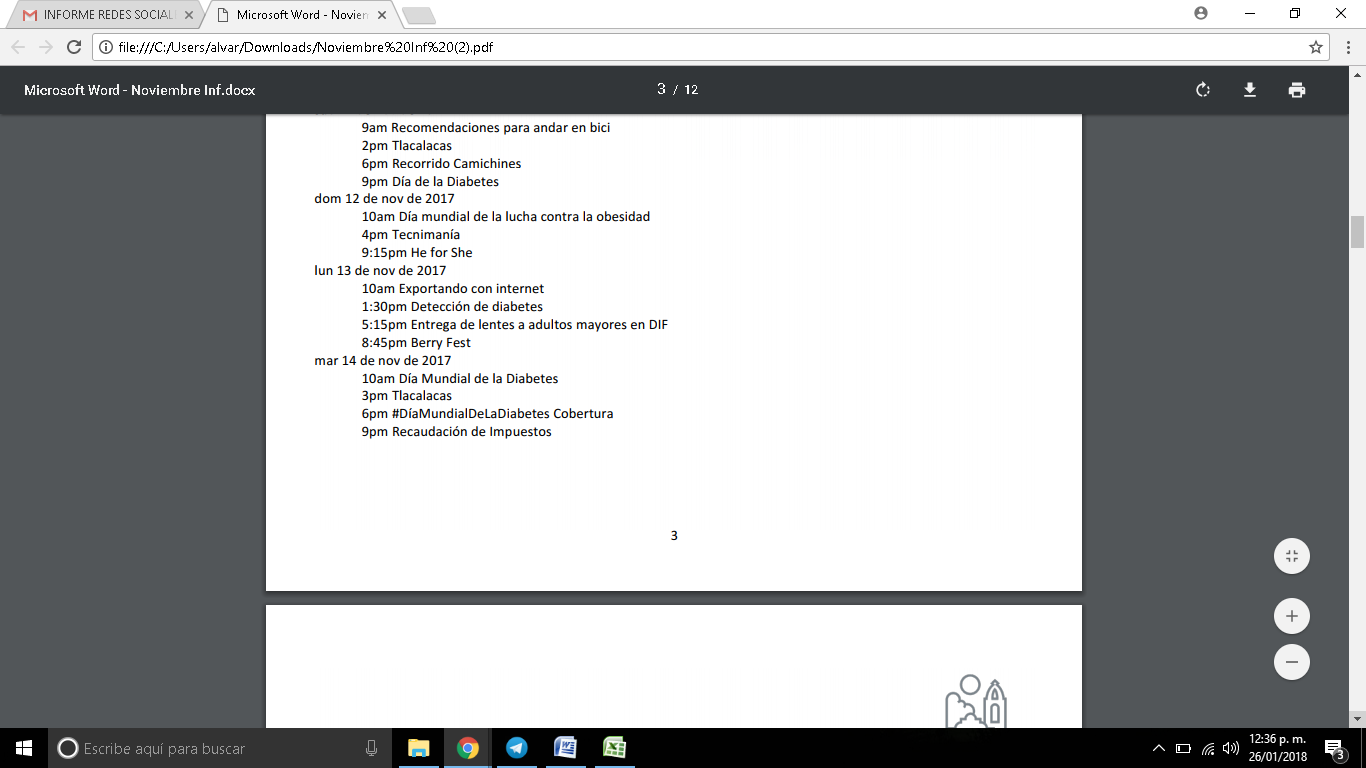 INFORME REDES SOCIAL
Microsoft Word - Noviem
file:///C:/Users/alvar/Downloads/Noviembre%20Inf%20(2).pdf
Microsoft Word - Noviembre Inf.docx
3 / 12
9am Recomendaciones para andar en bici
2pm Tlacalacas
6pm Recorrido Camichines
9pm Día de la Diabetes
dom 12 de nov de 2017
10am Día mundial de la lucha contra la obesidad
4pm Tecnimanía
9:15pm He for She
lun 13 de nov de 2017
10am Exportando con internet
1:30pm Detección de diabetes
5:15pm Entrega de lentes a adultos mayores en DIF
8:45pm Berry Fest
mar 14 de nov de 2017
10am Día Mundial de la Diabetes
3pm Tlacalacas
6pm #DíaMundialDeLaDiabetes Cobertura
9pm Recaudación de Impuestos
3
Escribe aquí para buscar
12:36 p. m.
26/01/2018
3